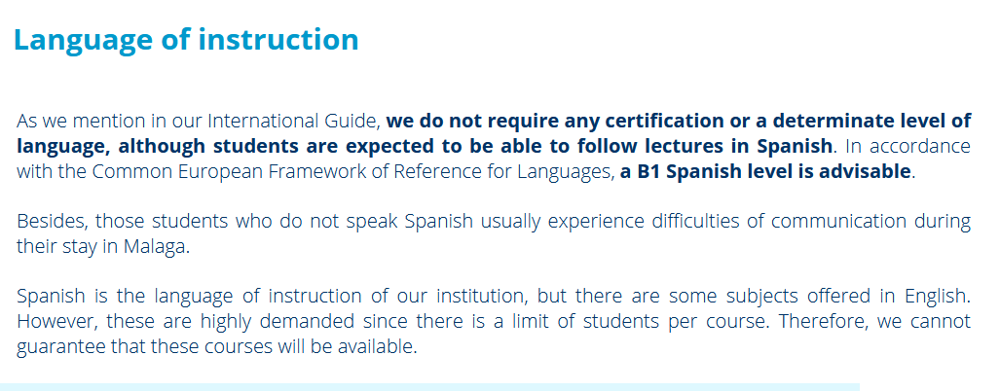 Language of instruction
As we mention in our International Guide, we do not require any certification or a determinate level of
language, although students are expected to be able to follow lectures in Spanish. In accordance
with the Common European Framework of Reference for Languages, a B1 Spanish level is advisable.
Besides, those students who do not speak Spanish usually experience difficulties of communication during
their stay in Malaga.
Spanish is the language of instruction of our institution, but there are some subjects offered in English.
However, these are highly demanded since there is a limit of students per course. Therefore, we cannot
guarantee that these courses will be available.